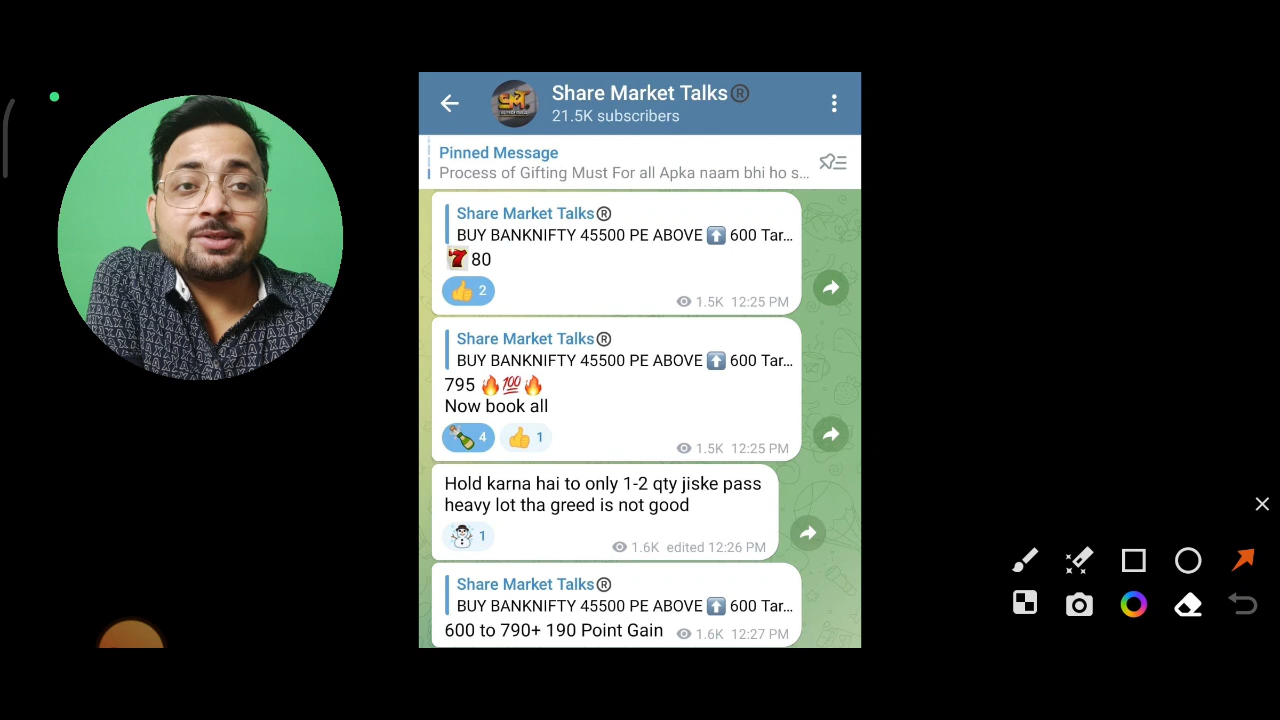 Share Market Talks®
21.5K subscribers
Pinned Message
Process of Gifting Must For all Apka naam bhi ho s...
Share Market Talks®
BUY BANKNIFTY 45500 PE ABOVE ⬆️ 600 Tar...
7️80
👍 2
1.5K 12:25 PM
Share Market Talks®
BUY BANKNIFTY 45500 PE ABOVE ⬆️ 600 Tar...
795 🔥💯🔥
Now book all
🍾 4 👍 1
1.5K 12:25 PM
Hold karna hai to only 1-2 qty jiske pass
heavy lot tha greed is not good
☃️ 1
1.6K edited 12:26 PM
Share Market Talks®
BUY BANKNIFTY 45500 PE ABOVE ⬆️ 600 Tar...
600 to 790+ 190 Point Gain 1.6K 12:27 PM